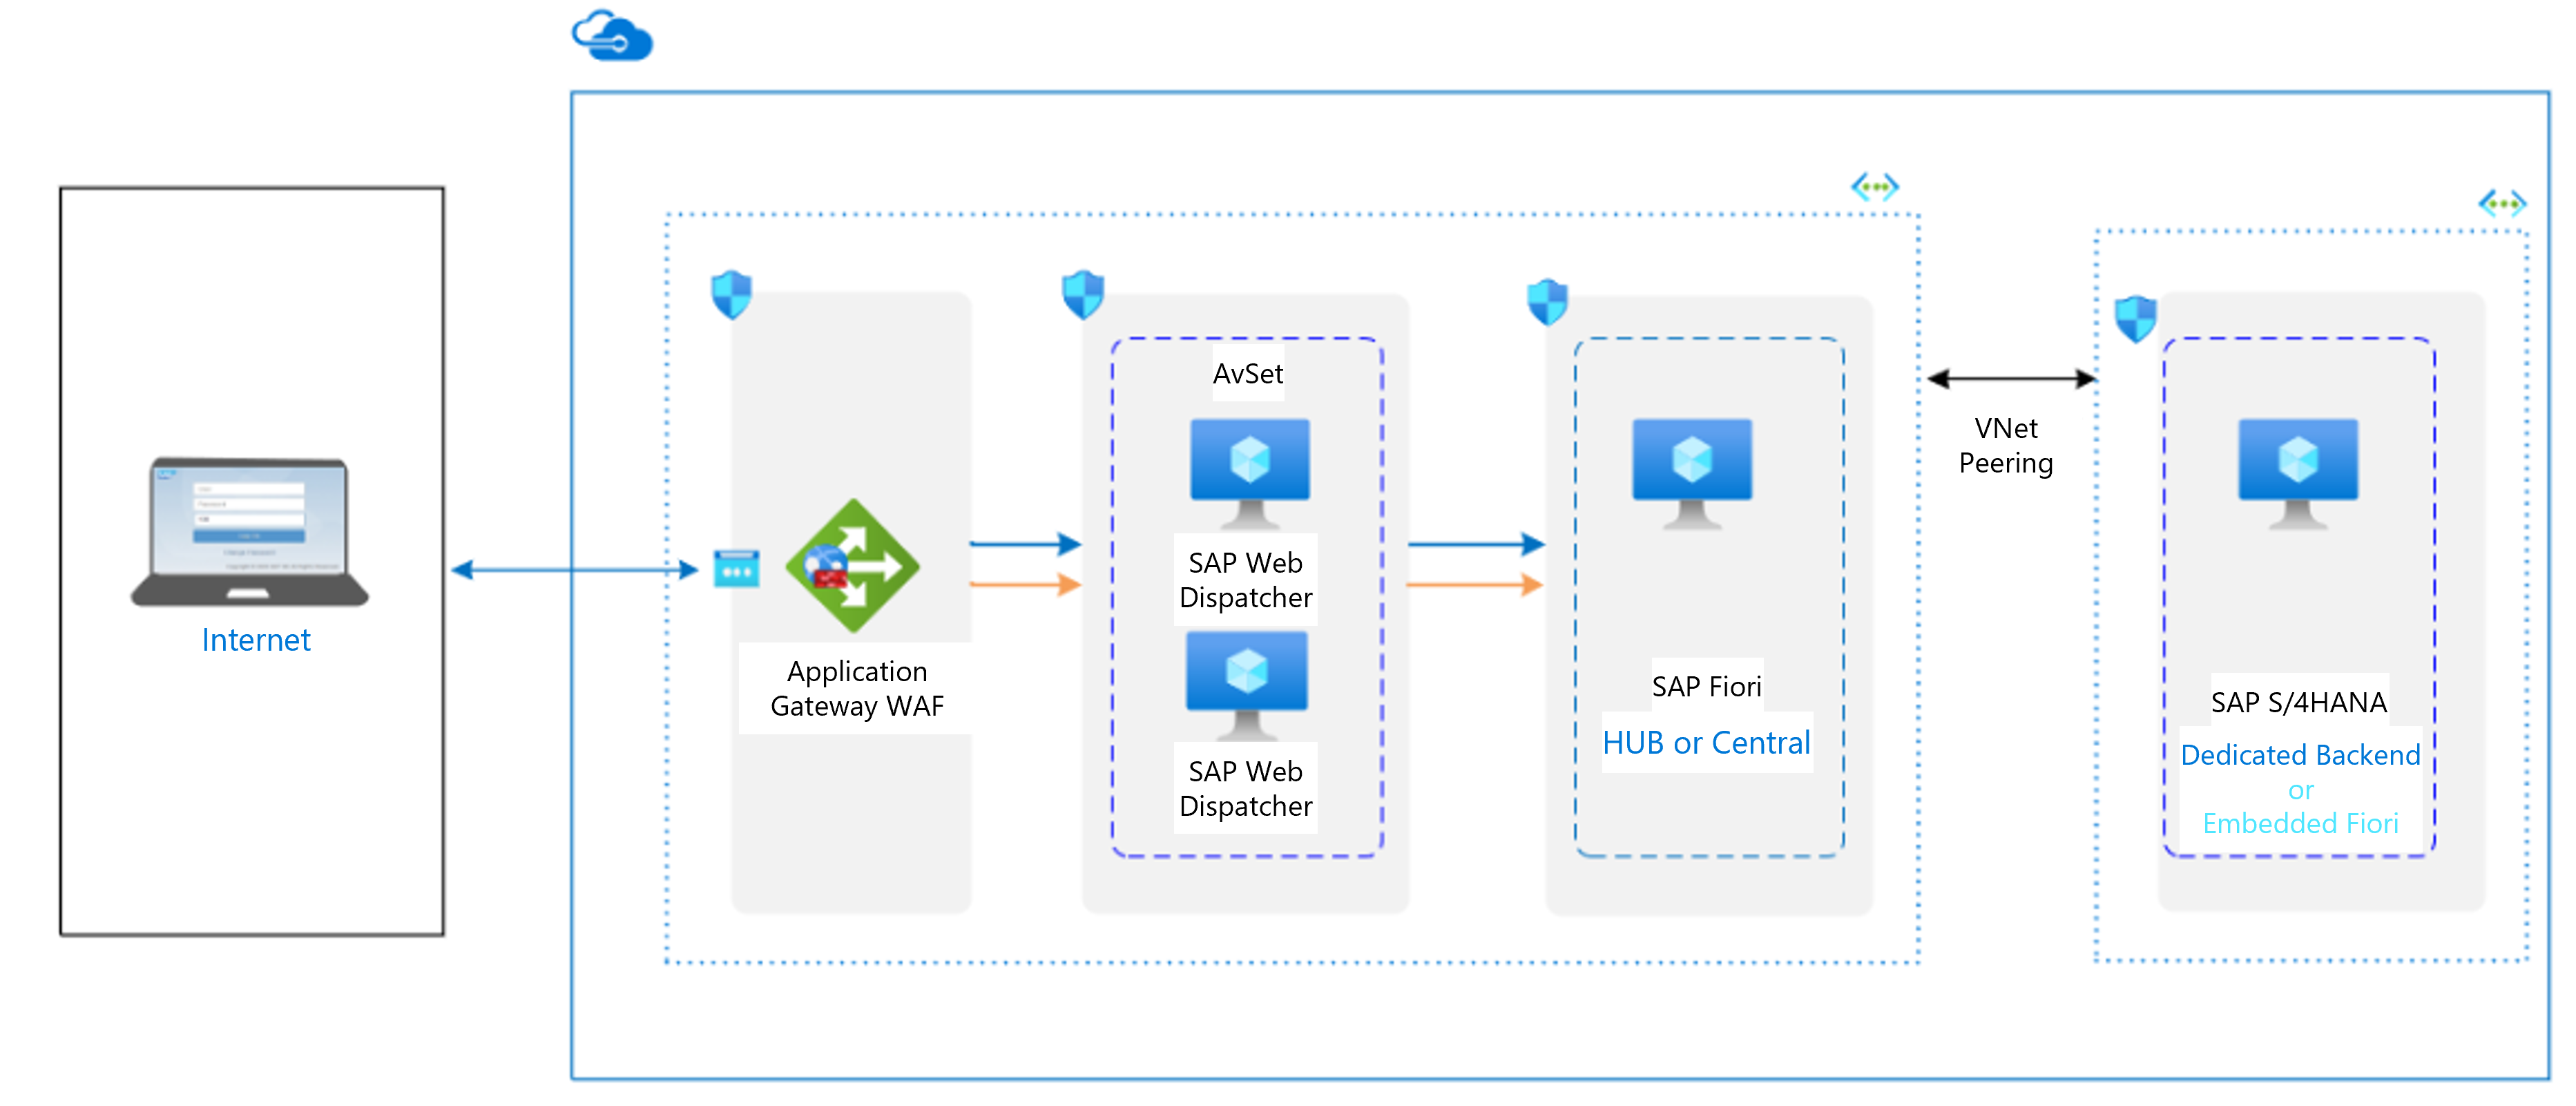 Internet
Application
Gateway WAF
AvSet
SAP Web
Dispatcher
SAP Web
Dispatcher
SAP Fiori
HUB or Central
VNet
Peering
SAP S/4HANA
Dedicated Backend
or
Embedded Fiori